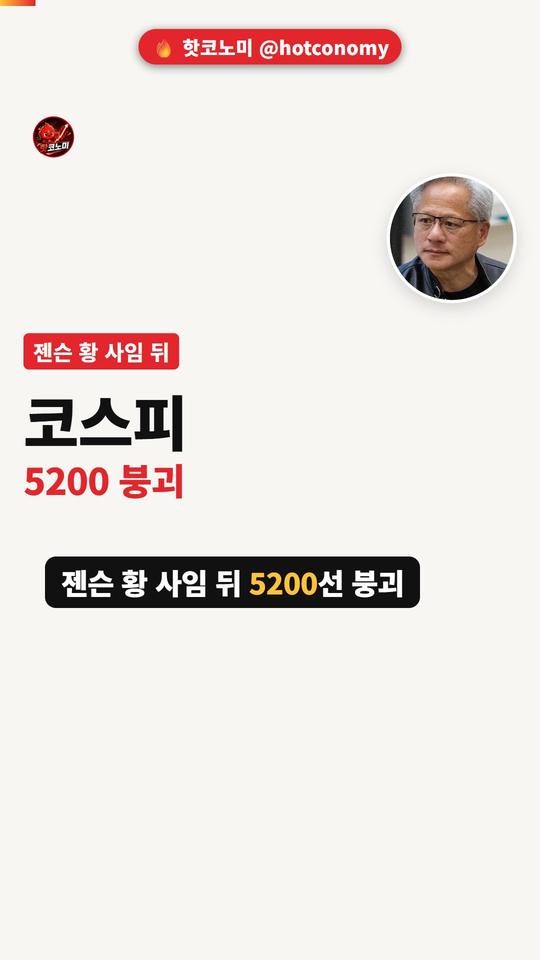 🔥 핫코노미 @hotconomy
핫코노미
젠슨 황 사임 뒤
코스피
5200 붕괴
젠슨 황 사임 뒤 5200선 붕괴